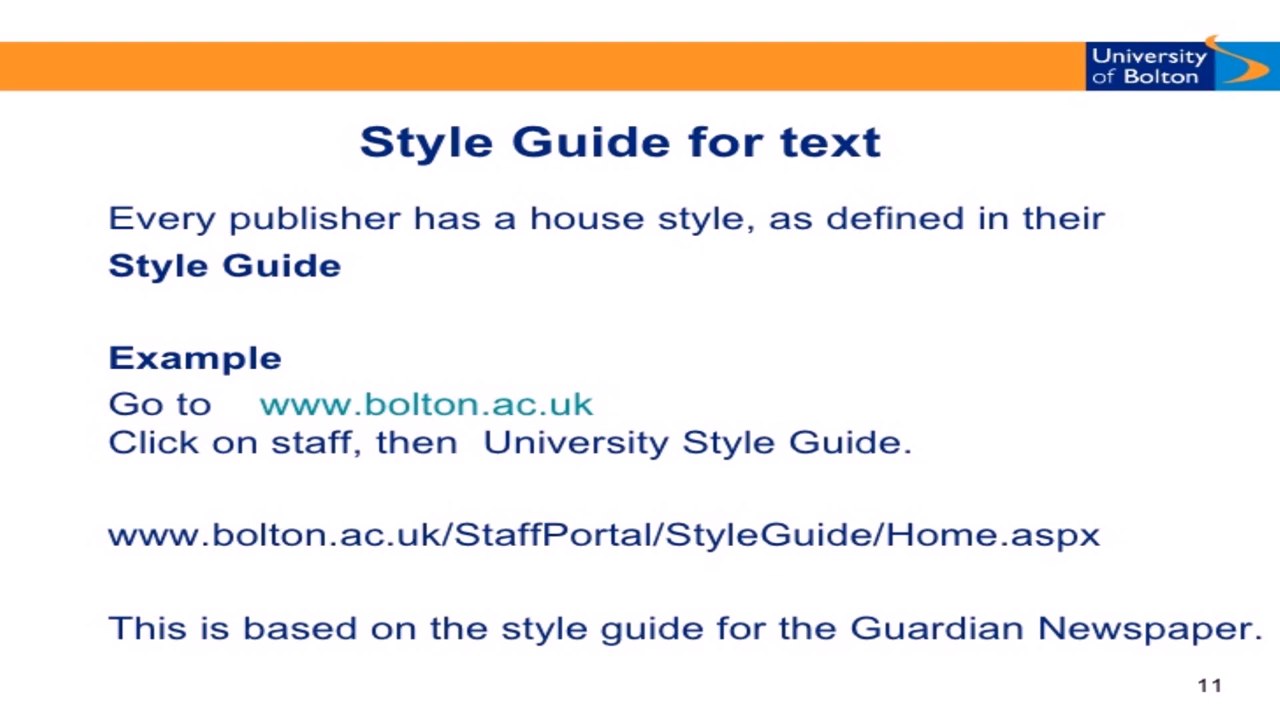 University
of Bolton
Style Guide for text
Every publisher has a house style, as defined in their
Style Guide
Example
Go to www.bolton.ac.uk
Click on staff, then University Style Guide.
www.bolton.ac.uk/StaffPortal/StyleGuide/Home.aspx
This is based on the style guide for the Guardian Newspaper.
11